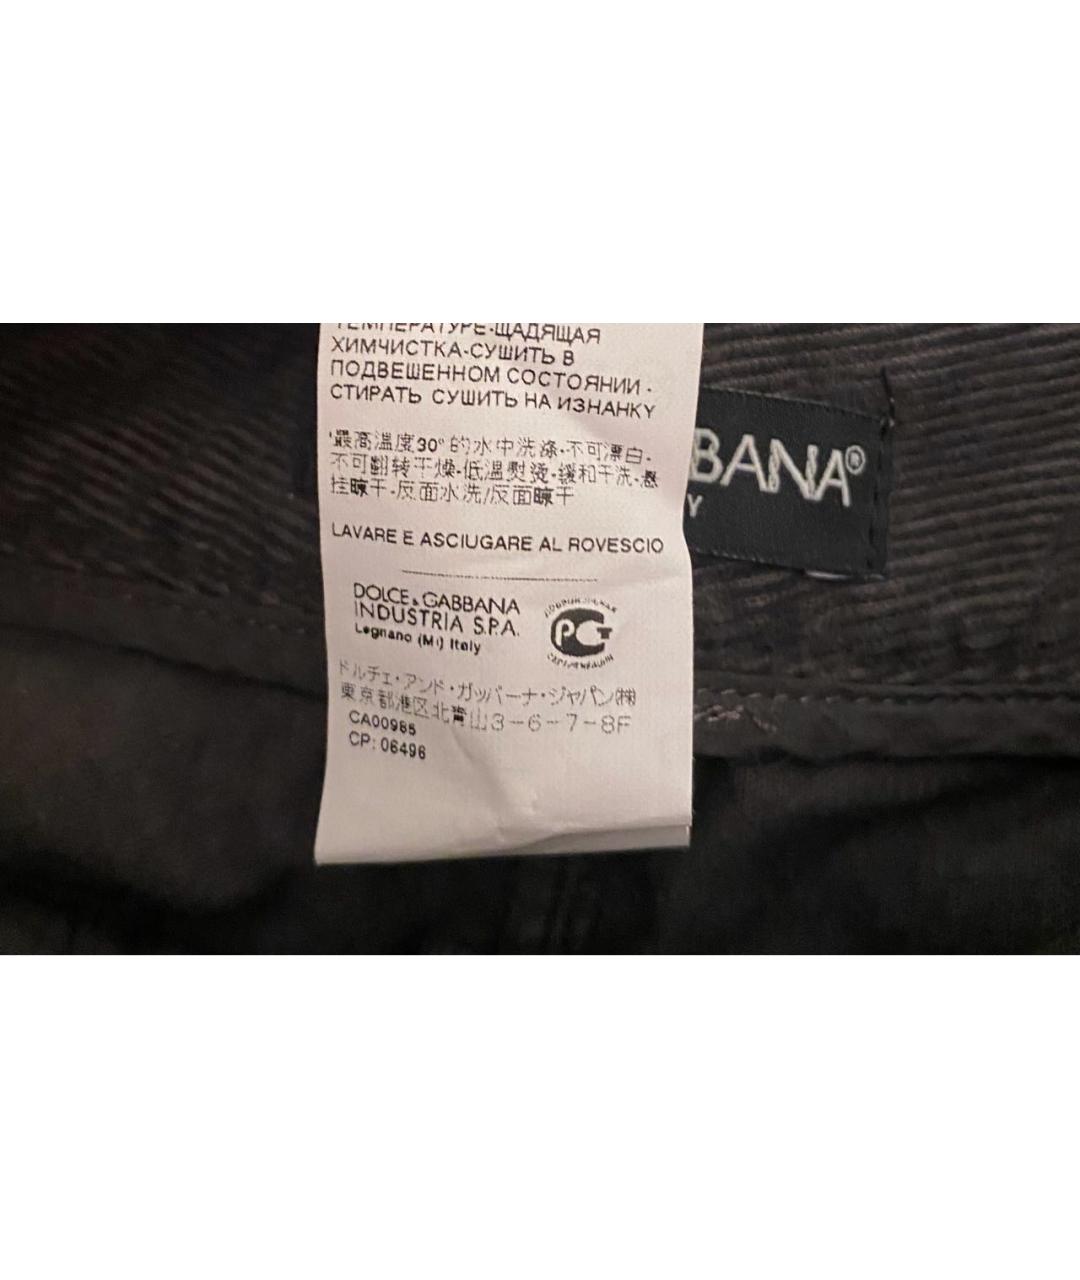 ТЕМПЕРАТУРЕ-ЩАДЯЩАЯ
ХИМЧИСТКА-СУШИТЬ В
ПОДВЕШЕННОМ СОСТОЯНИИ -
СТИРАТЬ СУШИТЬ НА ИЗНАНКУ
最高温度30°的水中洗涤·不可漂白·
不可翻转干燥·低温熨烫·缓和干洗·悬
挂晾干·反面水洗/反面晾干
LAVARE E ASCIUGARE AL ROVESCIO
DOLCE&GABBANA
INDUSTRIA S.P.A.
Legnano (Mi) Italy
ДОБРОВОЛЬНАЯ
РСТ
СЕРТИФИКАЦИЯ
ドルチェ・アンド・ガッバーナ・ジャパン(株)
東京都港区北青山3-6-7-8F
CA00985
CP: 06496
BANA®
Y